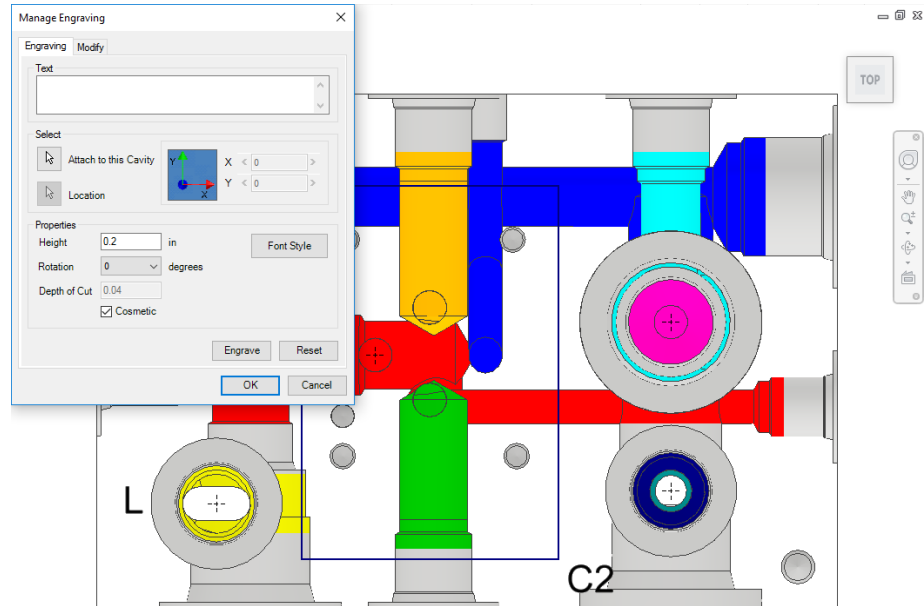 Manage Engraving
Engraving Modify
Text
Select
Attach to this Cavity
Location
Y
X
X < 0 >
Y < 0 >
Properties
Height 0.2 in
Font Style
Rotation 0 degrees
Depth of Cut 0.04
Cosmetic
Engrave Reset
OK Cancel
TOP
L
C2